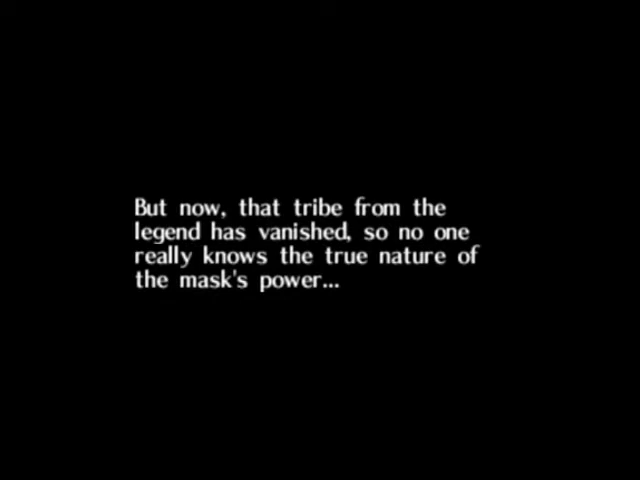 But now, that tribe from the
legend has vanished, so no one
really knows the true nature of
the mask's power...